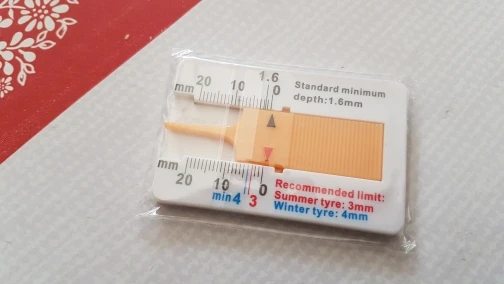 1.6
mm 20 10 0
Standard minimum
depth:1.6mm
mm
20 10 0
min4 3
Recommended limit:
Summer tyre: 3mm
Winter tyre: 4mm